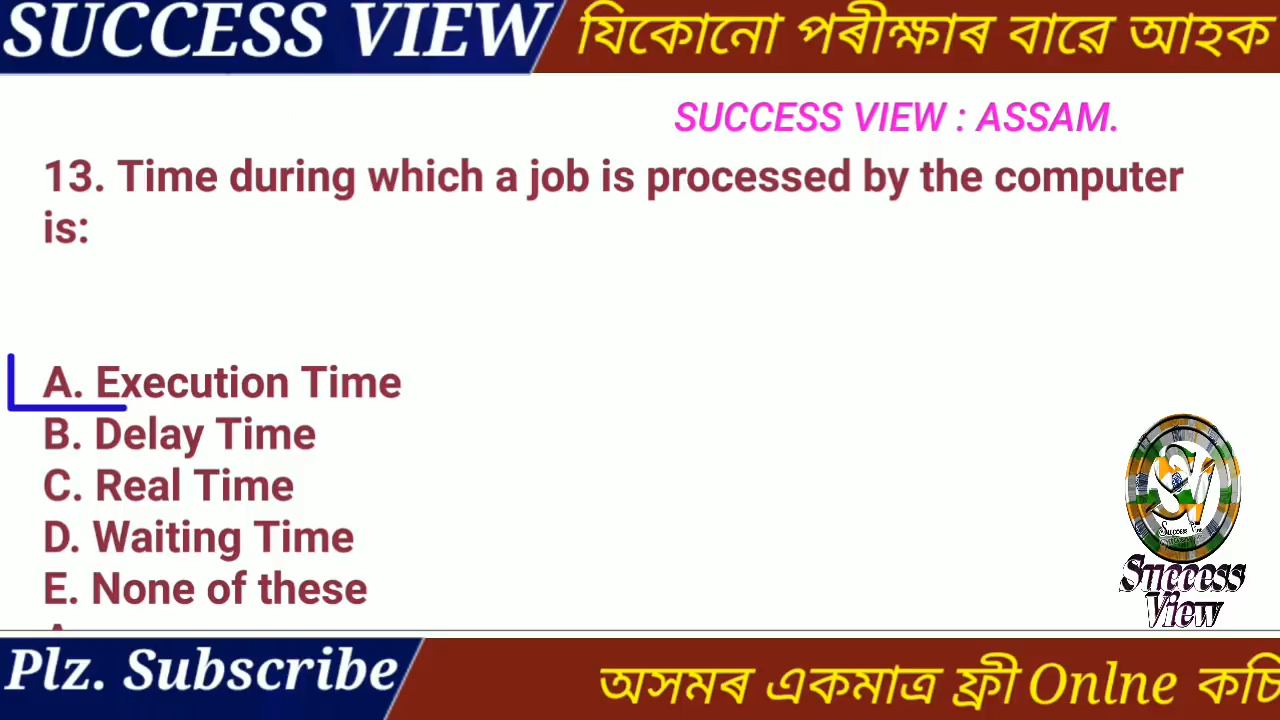 SUCCESS VIEW
যিকোনো পৰীক্ষাৰ বাৱে আহক
SUCCESS VIEW : ASSAM.
13. Time during which a job is processed by the computer
is:
A. Execution Time
B. Delay Time
C. Real Time
D. Waiting Time
E. None of these
Success
View
Plz. Subscribe
অসমৰ একমাত্ৰ ফ্ৰী Onlne কচি